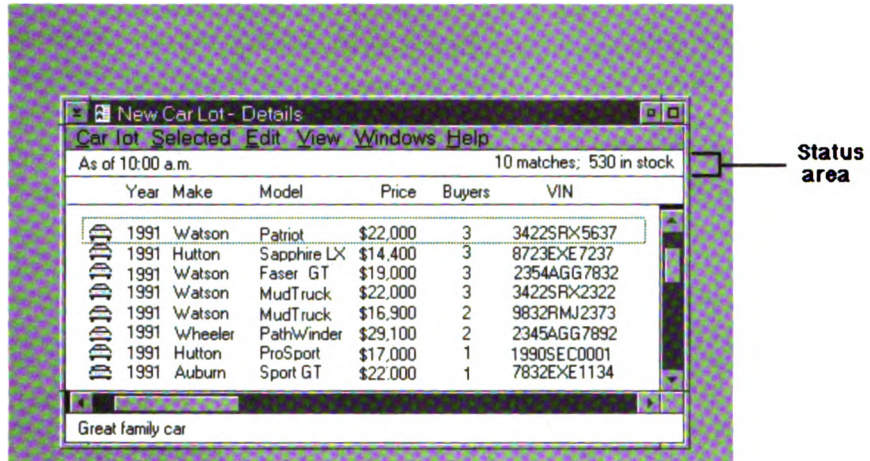 New Car Lot - Details
Car lot Selected Edit View Windows Help
As of 10:00 a.m. 10 matches; 530 in stock
Status area
Year Make Model Price Buyers VIN
1991 Watson Patriot $22,000 3 3422SRX5637
1991 Hutton Sapphire LX $14,400 3 8723EXE7237
1991 Watson Faser GT $19,000 3 2354AGG7832
1991 Watson MudTruck $22,000 3 3422SRX2322
1991 Watson MudTruck $16,900 2 9832RMJ2373
1991 Wheeler PathWinder $29,100 2 2345AGG7892
1991 Hutton ProSport $17,000 1 1990SEC0001
1991 Auburn Sport GT $22.000 1 7832EXE1134
Great family car